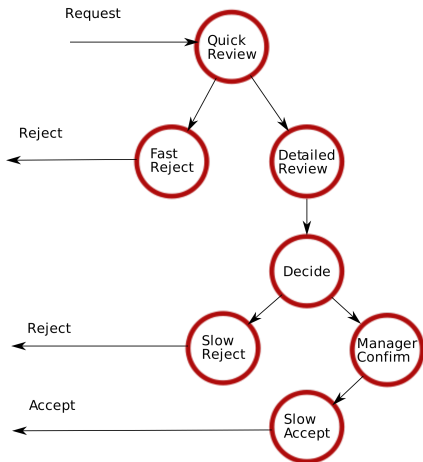 Request
Quick
Review
Reject
Fast
Reject
Detailed
Review
Decide
Reject
Slow
Reject
Manager
Confirm
Accept
Slow
Accept